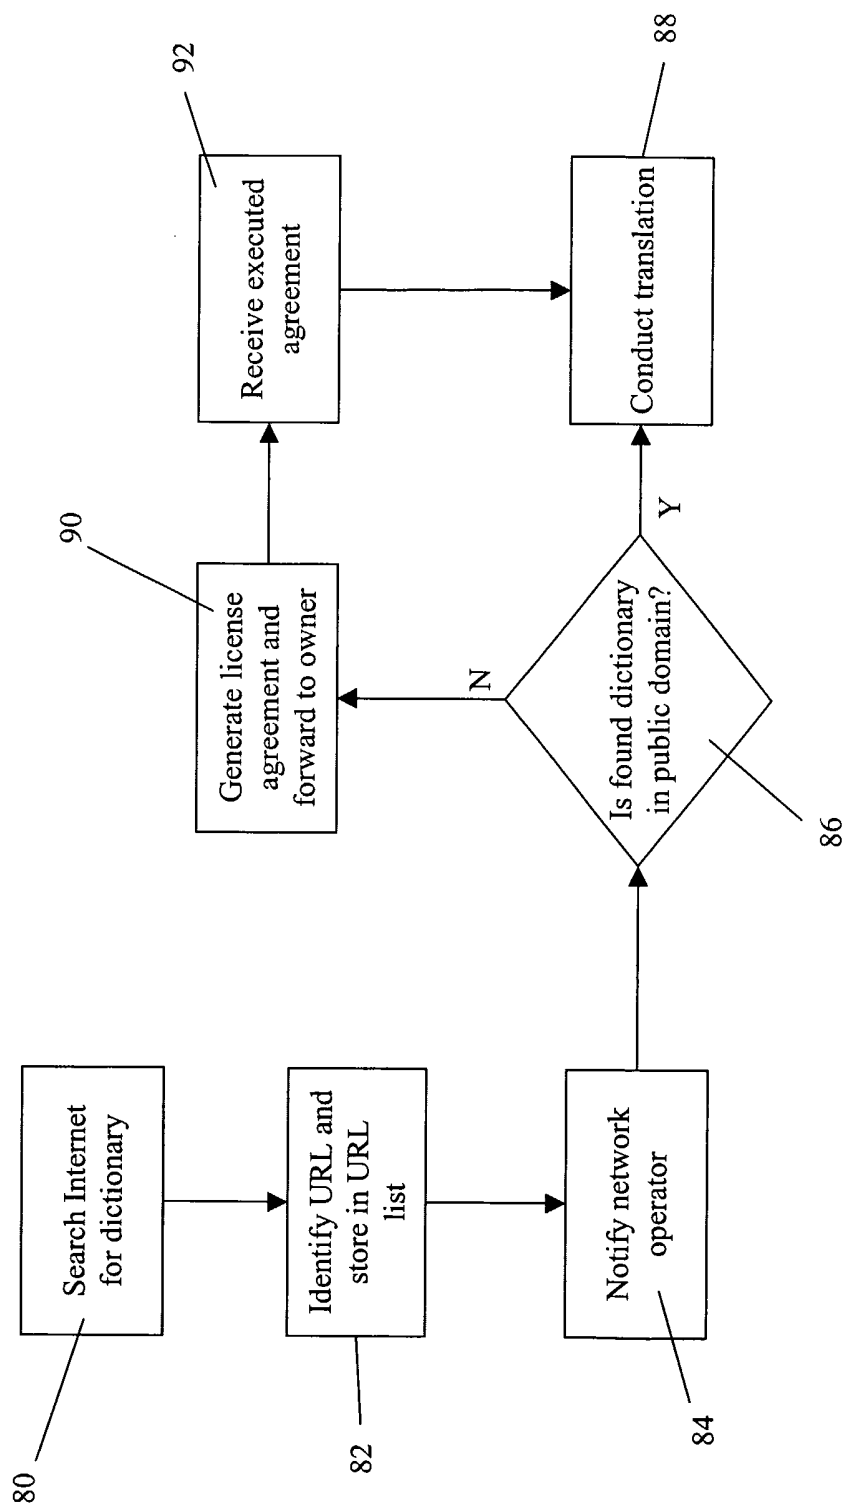 80
Search Internet
for dictionary
82
Identify URL and
store in URL
list
84
Notify network
operator
86
Is found dictionary
in public domain?
N
Y
90
Generate license
agreement and
forward to owner
92
Receive executed
agreement
88
Conduct translation